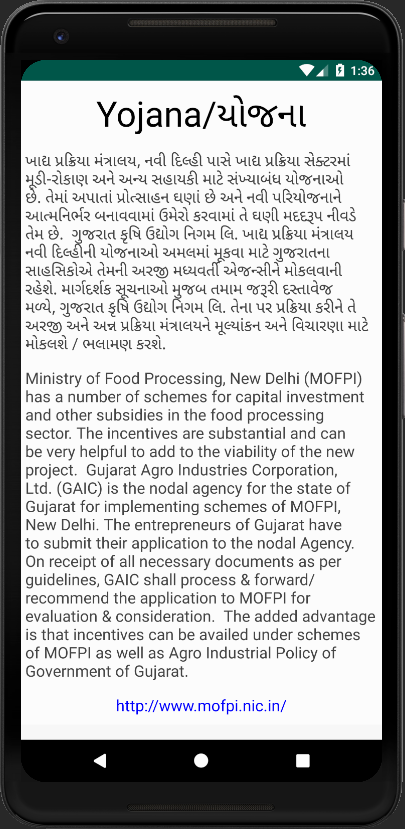 1:36
Yojana/યોજના
ખાદ્ય પ્રક્રિયા મંત્રાલય, નવી દિલ્હી પાસે ખાદ્ય પ્રક્રિયા સેક્ટરમાં
મૂડી-રોકાણ અને અન્ય સહાયકી માટે સંખ્યાબંધ યોજનાઓ
છે. તેમાં અપાતાં પ્રોત્સાહન ઘણાં છે અને નવી પરિયોજનાને
આત્મનિર્ભર બનાવવામાં ઉમેરો કરવામાં તે ઘણી મદદરૂપ નીવડે
તેમ છે.  ગુજરાત કૃષિ ઉદ્યોગ નિગમ લિ. ખાદ્ય પ્રક્રિયા મંત્રાલય
નવી દિલ્હીની યોજનાઓ અમલમાં મૂકવા માટે ગુજરાતના
સાહસિકોએ તેમની અરજી મધ્યવર્તી એજન્સીને મોકલવાની
રહેશે. માર્ગદર્શક સૂચનાઓ મુજબ તમામ જરૂરી દસ્તાવેજ
મળ્યે, ગુજરાત કૃષિ ઉદ્યોગ નિગમ લિ. તેના પર પ્રક્રિયા કરીને તે
અરજી અને અન્ન પ્રક્રિયા મંત્રાલયને મૂલ્યાંકન અને વિચારણા માટે
મોકલશે / ભલામણ કરશે.
Ministry of Food Processing, New Delhi (MOFPI)
has a number of schemes for capital investment
and other subsidies in the food processing
sector. The incentives are substantial and can
be very helpful to add to the viability of the new
project.  Gujarat Agro Industries Corporation,
Ltd. (GAIC) is the nodal agency for the state of
Gujarat for implementing schemes of MOFPI,
New Delhi. The entrepreneurs of Gujarat have
to submit their application to the nodal Agency.
On receipt of all necessary documents as per
guidelines, GAIC shall process & forward/
recommend the application to MOFPI for
evaluation & consideration.  The added advantage
is that incentives can be availed under schemes
of MOFPI as well as Agro Industrial Policy of
Government of Gujarat.
http://www.mofpi.nic.in/